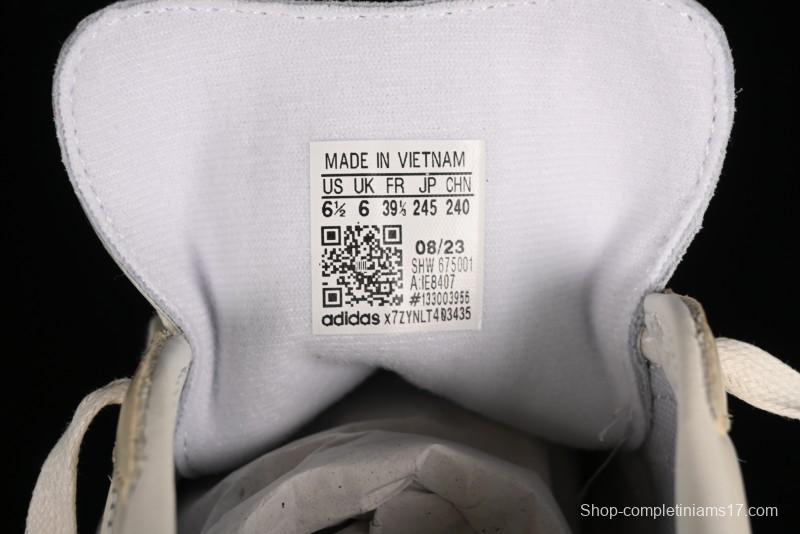 MADE IN VIETNAM
US UK FR JP CHN
6½ 6 39⅓ 245 240
08/23
SHW 675001
A:IE8407
#133003956
adidas x7ZYNLT493435
Shop-completiniams17.com